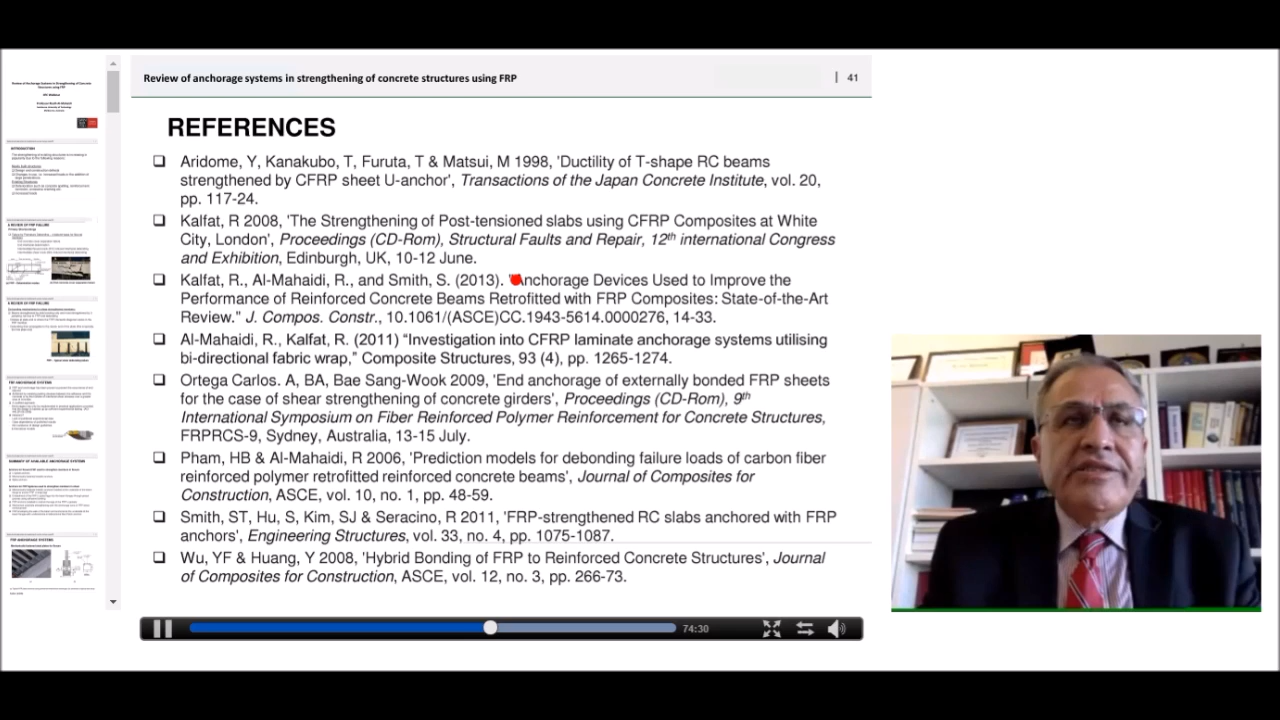 Review of anchorage systems in strengthening of concrete structures using FRP
| 41
REFERENCES
❑ Aridome, Y, Kanakubo, T, Furuta, T & Matsui, M 1998, 'Ductility of T-shape RC beams
strengthened by CFRP sheet U-anchor', Transactions of the Japan Concrete Institute, vol. 20,
pp. 117-24.
❑ Kalfat, R 2008, 'The Strengthening of Post-tensioned slabs using CFRP Composites at White
City, London', Proceedings (CD-Rom), Structural Faults and Repair, 12th international Congress
and Exhibition, Edinburgh, UK, 10-12 June.
❑ Kalfat, R., Al-Mahaidi, R., and Smith, S. Anchorage Devices Used to Improve the
Performance of Reinforced Concrete Beams Retrofitted with FRP Composites: State-of-the-Art
J. Compos. Constr., 14-33.
❑ Al-Mahaidi, R., Kalfat, R. (2011) “Investigation into CFRP laminate anchorage systems utilising
bi-directional fabric wrap,” Composite Structures 93 (4), pp. 1265-1274.
❑ Ortega Carlos. A, BA, Bae Sang-Wook 2009, 'End anchorage of externally bonded FRP sheets
for the case of shear strengthening of concrete girders', Proceedings (CD-Rom), 9th
International Symposium on Fiber Reinforced Polymer Reinforcement for Concrete Structures,
FRPRCS-9, Sydney, Australia, 13-15 July.
❑ Pham, HB & Al-Mahaidi, R 2006, 'Prediction models for debonding failure loads of carbon fiber
reinforced polymer retrofitted reinforced concrete beams', Journal of Composites for
Construction, vol. 10, no. 1, pp.
❑ Smith, ST, Hu, S, Kim, SJ & Seracino, R 2011, 'FRP-strengthened RC slabs anchored with FRP
anchors', Engineering Structures, vol. 33, no. 4, pp. 1075-1087.
❑ Wu, YF & Huang, Y 2008, 'Hybrid Bonding of FRP to Reinforced Concrete Structures', Journal
of Composites for Construction, ASCE, vol. 12, no. 3, pp. 266-73.
74:30